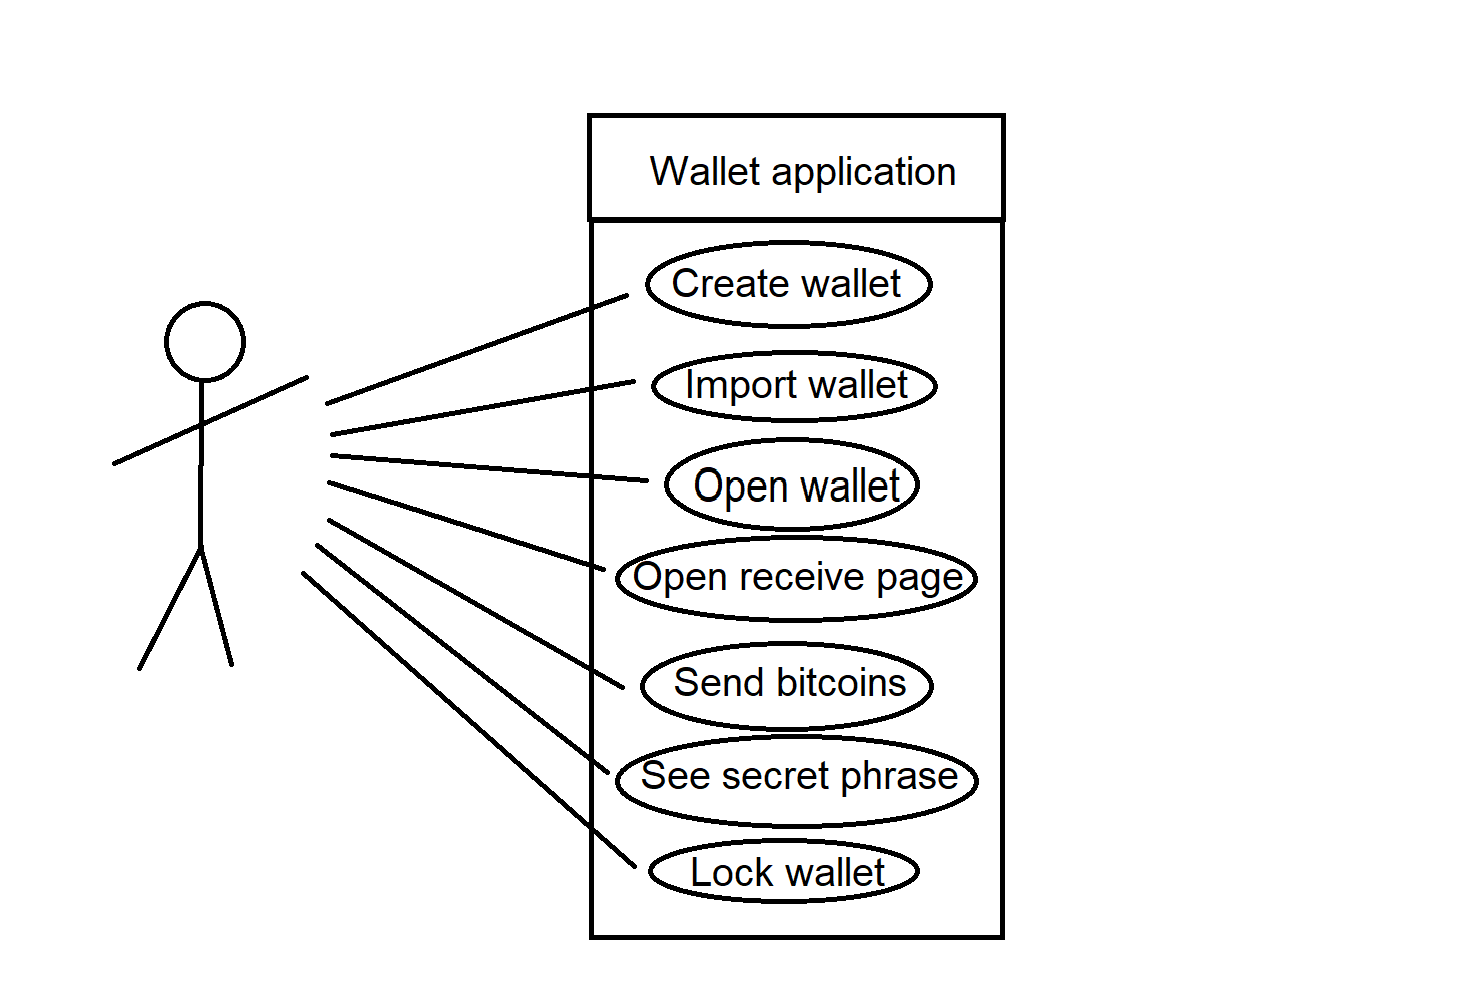 Wallet application
Create wallet
Import wallet
Open wallet
Open receive page
Send bitcoins
See secret phrase
Lock wallet